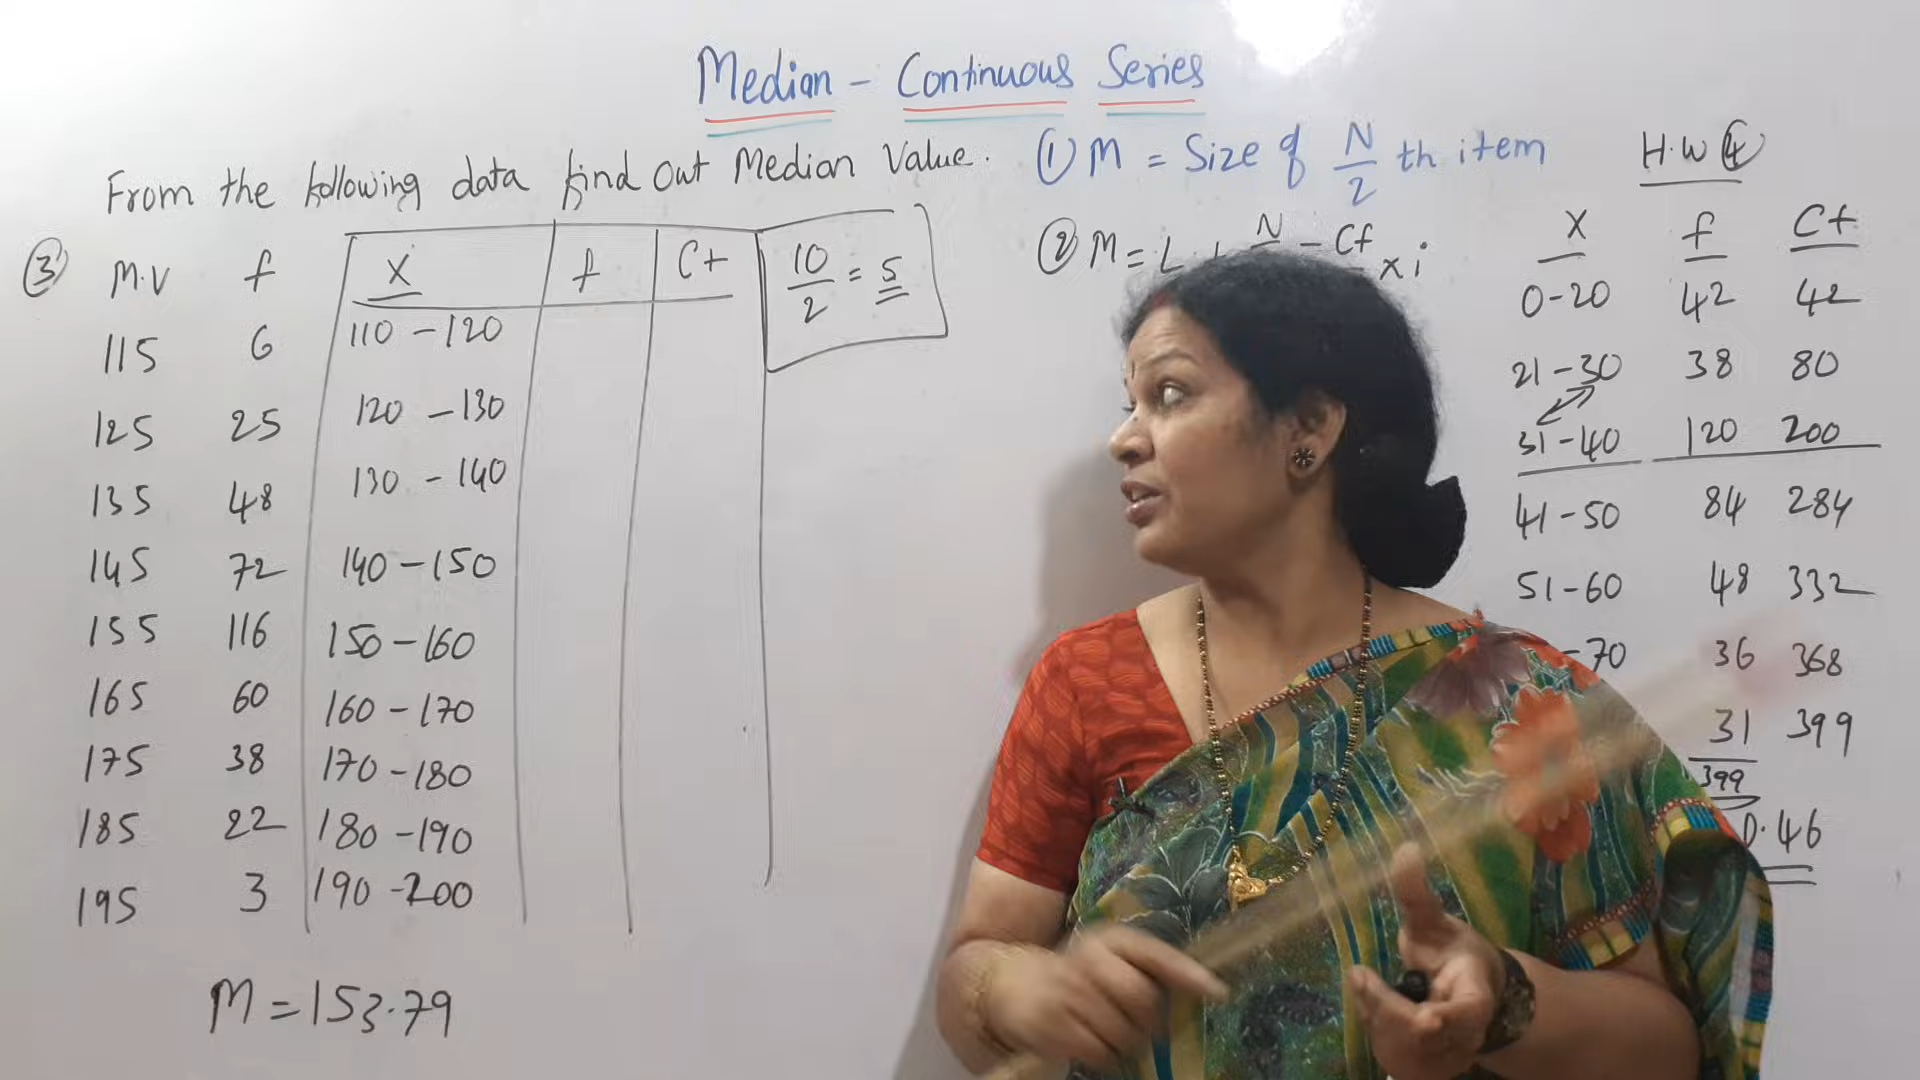 Median - Continuous Series
From the following data find out Median Value.
① M = Size of N/2 th item
② M = L + N - Cf x i
③
M.V f
115 6
125 25
135 48
145 72
155 116
165 60
175 38
185 22
195 3
X f Cf
110 - 120
120 - 130
130 - 140
140 - 150
150 - 160
160 - 170
170 - 180
180 - 190
190 - 200
10/2 = 5
M = 153.79
H.W ④
X f Cf
0 - 20 42 42
21 - 30 38 80
31 - 40 120 200
41 - 50 84 284
51 - 60 48 332
- 70 36 368
31 399
399
0.46